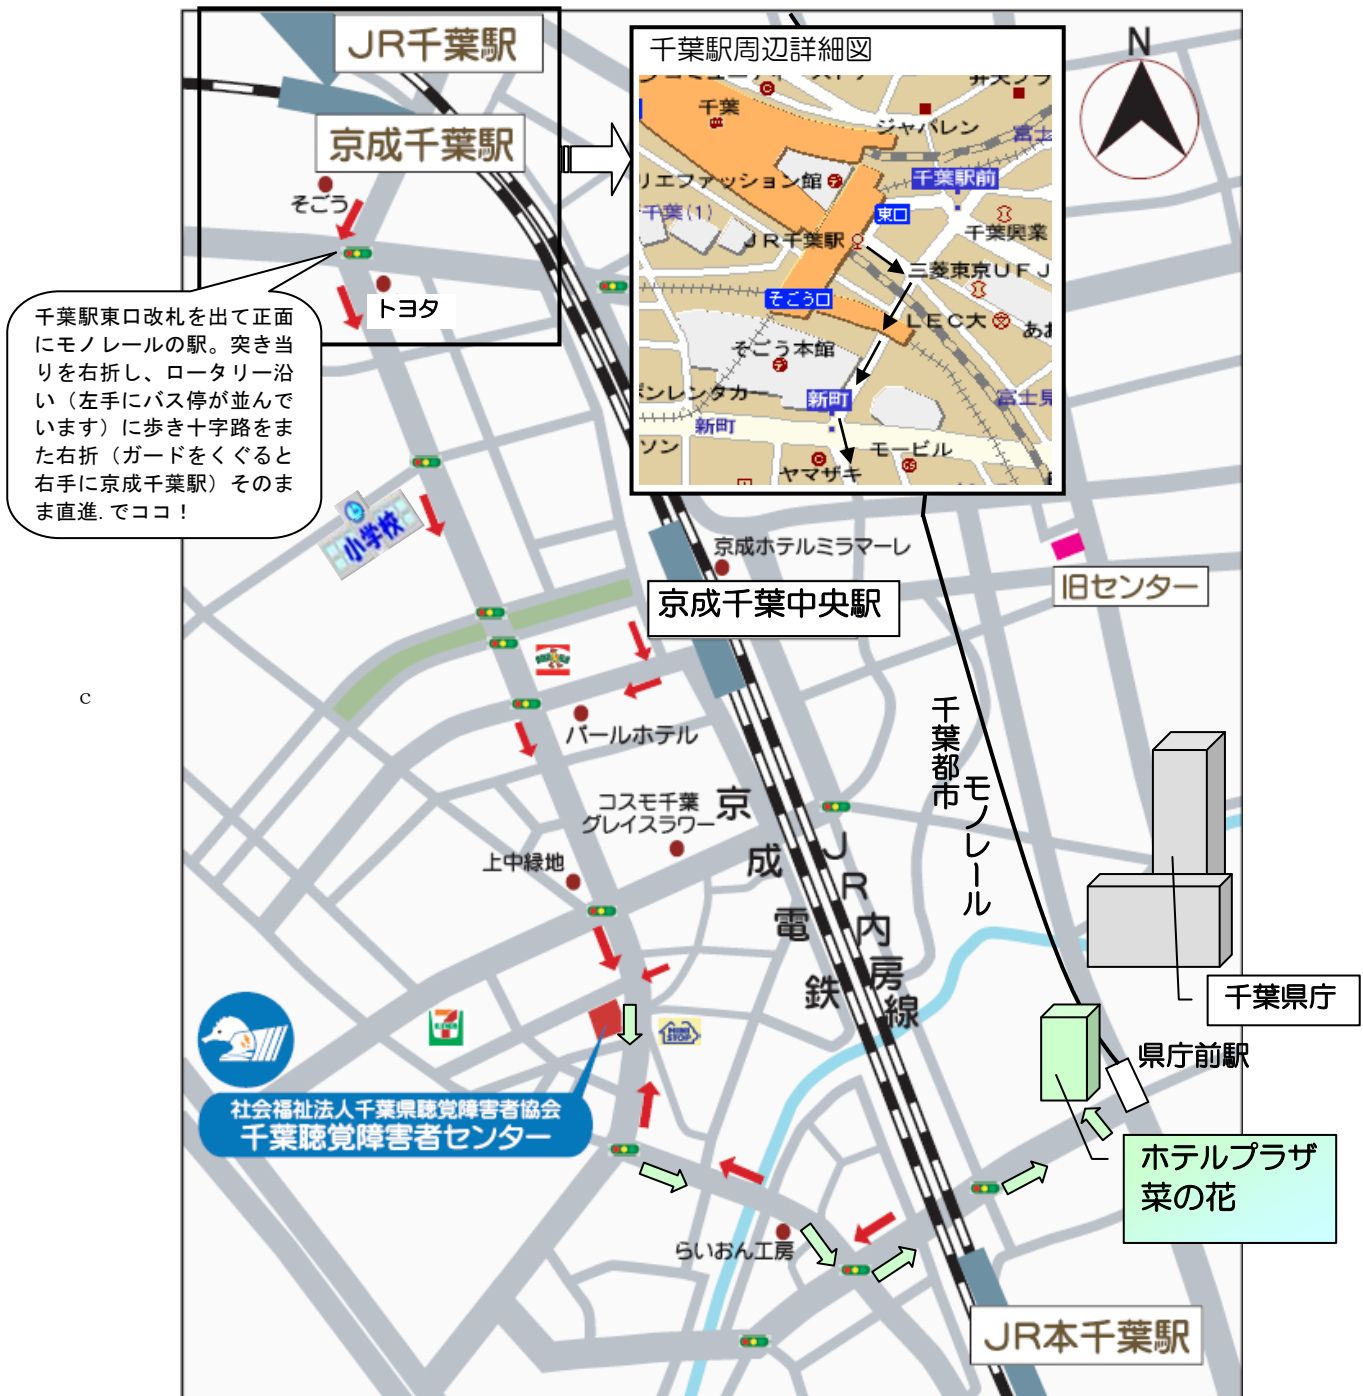 JR千葉駅
京成千葉駅
そごう
トヨタ
千葉駅東口改札を出て正面
にモノレールの駅。突き当
りを右折し、ロータリー沿
い（左手にバス停が並んで
います）に歩き十字路をま
た右折（ガードをくぐると
右手に京成千葉駅）そのま
ま直進.でココ！
千葉駅周辺詳細図
千葉
ジャパレン
富士
リエファッション館
千葉駅前
千葉(1)
東口
千葉興業
JR千葉駅
三菱東京UFJ
そごう口
LEC大
あお
そごう本館
ンレンタカー
新町
富士見
新町
ソン
モービル
ヤマザキ
N
小学校
京成ホテルミラマーレ
京成千葉中央駅
旧センター
c
パールホテル
千葉都市
モノレール
コスモ千葉
グレイスラワー
上中緑地
京成電鉄
JR内房線
千葉県庁
県庁前駅
MINI
STOP
社会福祉法人千葉県聴覚障害者協会
千葉聴覚障害者センター
ホテルプラザ
菜の花
らいおん工房
JR本千葉駅